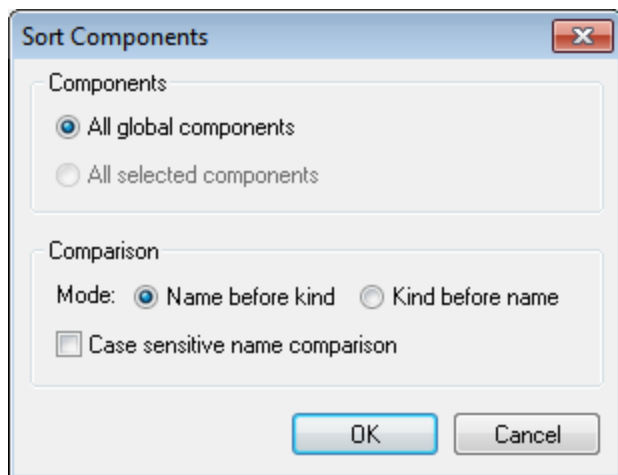 Sort Components
Components
All global components
All selected components
Comparison
Mode: Name before kind Kind before name
Case sensitive name comparison
OK Cancel